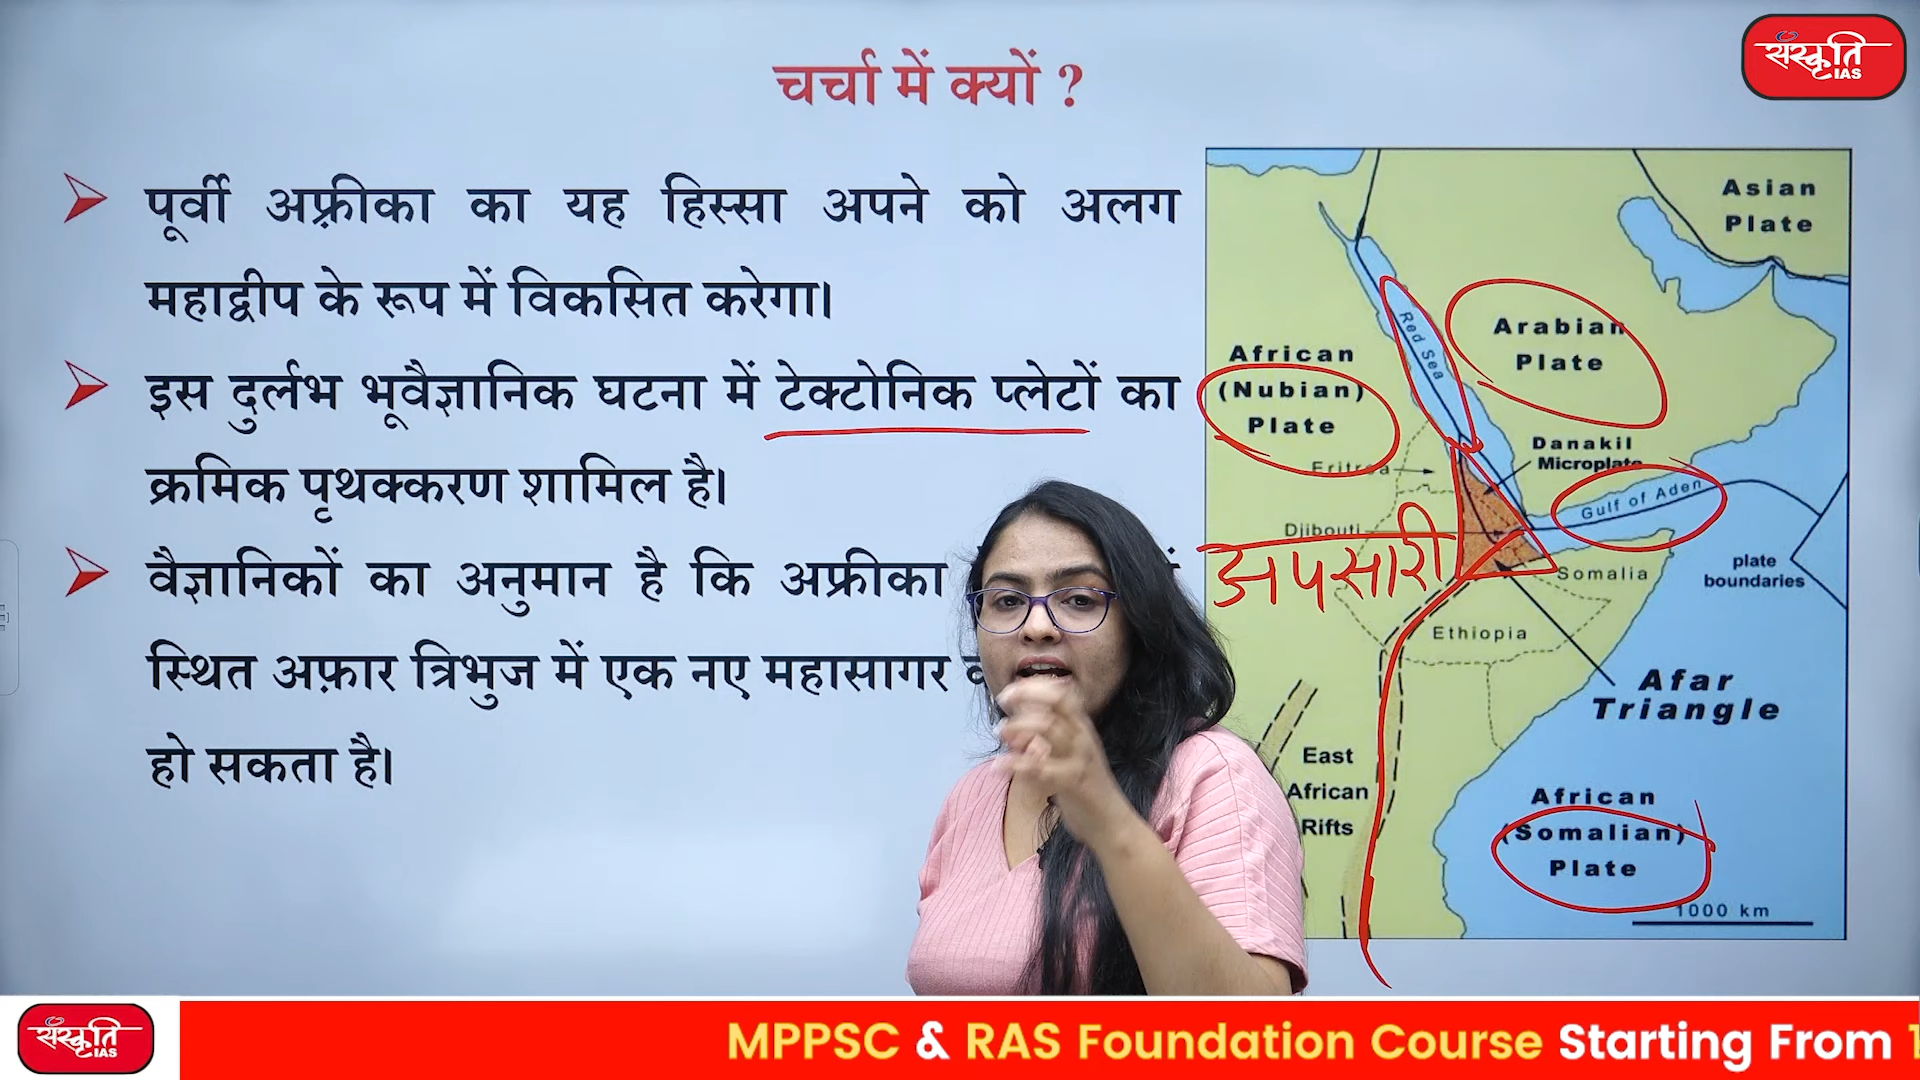 चर्चा में क्यों ?
संस्कृति
IAS
पूर्वी अफ़्रीका का यह हिस्सा अपने को अलग
महाद्वीप के रूप में विकसित करेगा।
इस दुर्लभ भूवैज्ञानिक घटना में टेक्टोनिक प्लेटों का
क्रमिक पृथक्करण शामिल है।
वैज्ञानिकों का अनुमान है कि अफ्रीका
स्थित अफ़ार त्रिभुज में एक नए महासागर
हो सकता है।
Asian
Plate
Red Sea
Arabian
Plate
African
(Nubian)
Plate
Danakil
Microplate
Eritrea
Gulf of Aden
Djibouti
अपसारी
plate
boundaries
Somalia
Ethiopia
Afar
Triangle
East
African
Rifts
African
(Somalian)
Plate
1000 km
संस्कृति
IAS
MPPSC & RAS Foundation Course Starting From